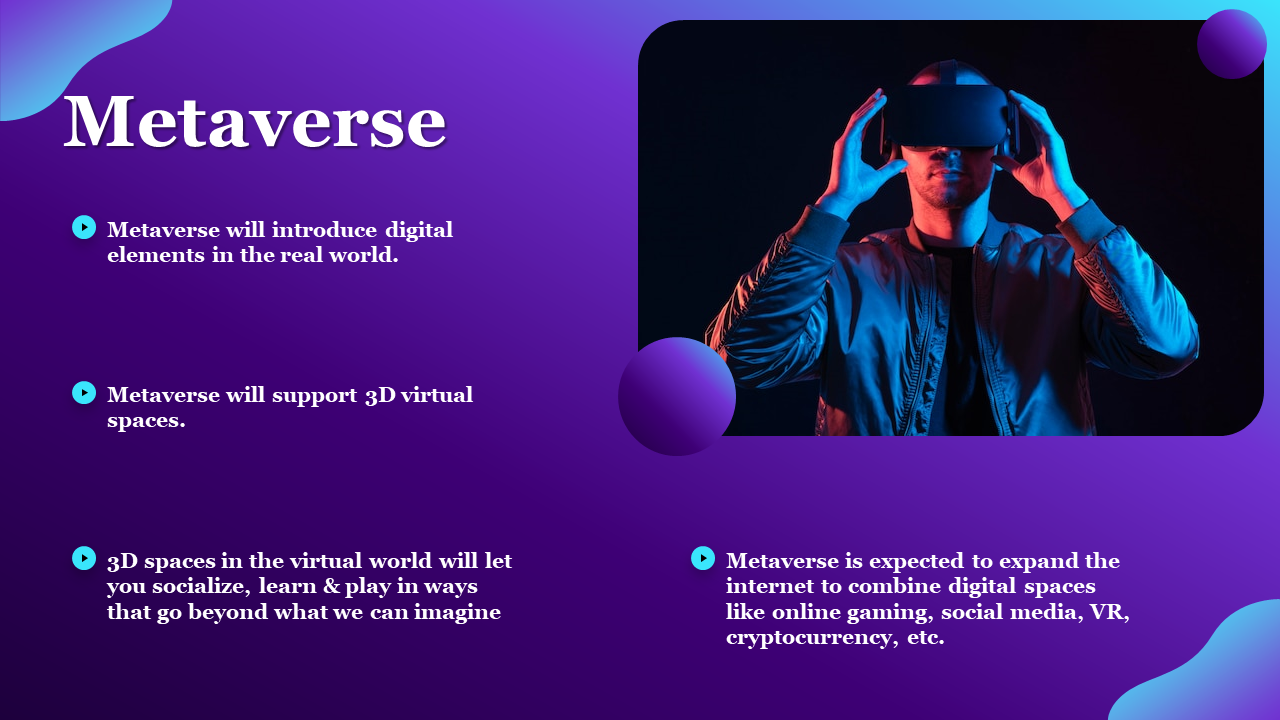 Metaverse
Metaverse will introduce digital
elements in the real world.
Metaverse will support 3D virtual
spaces.
3D spaces in the virtual world will let
you socialize, learn & play in ways
that go beyond what we can imagine
Metaverse is expected to expand the
internet to combine digital spaces
like online gaming, social media, VR,
cryptocurrency, etc.